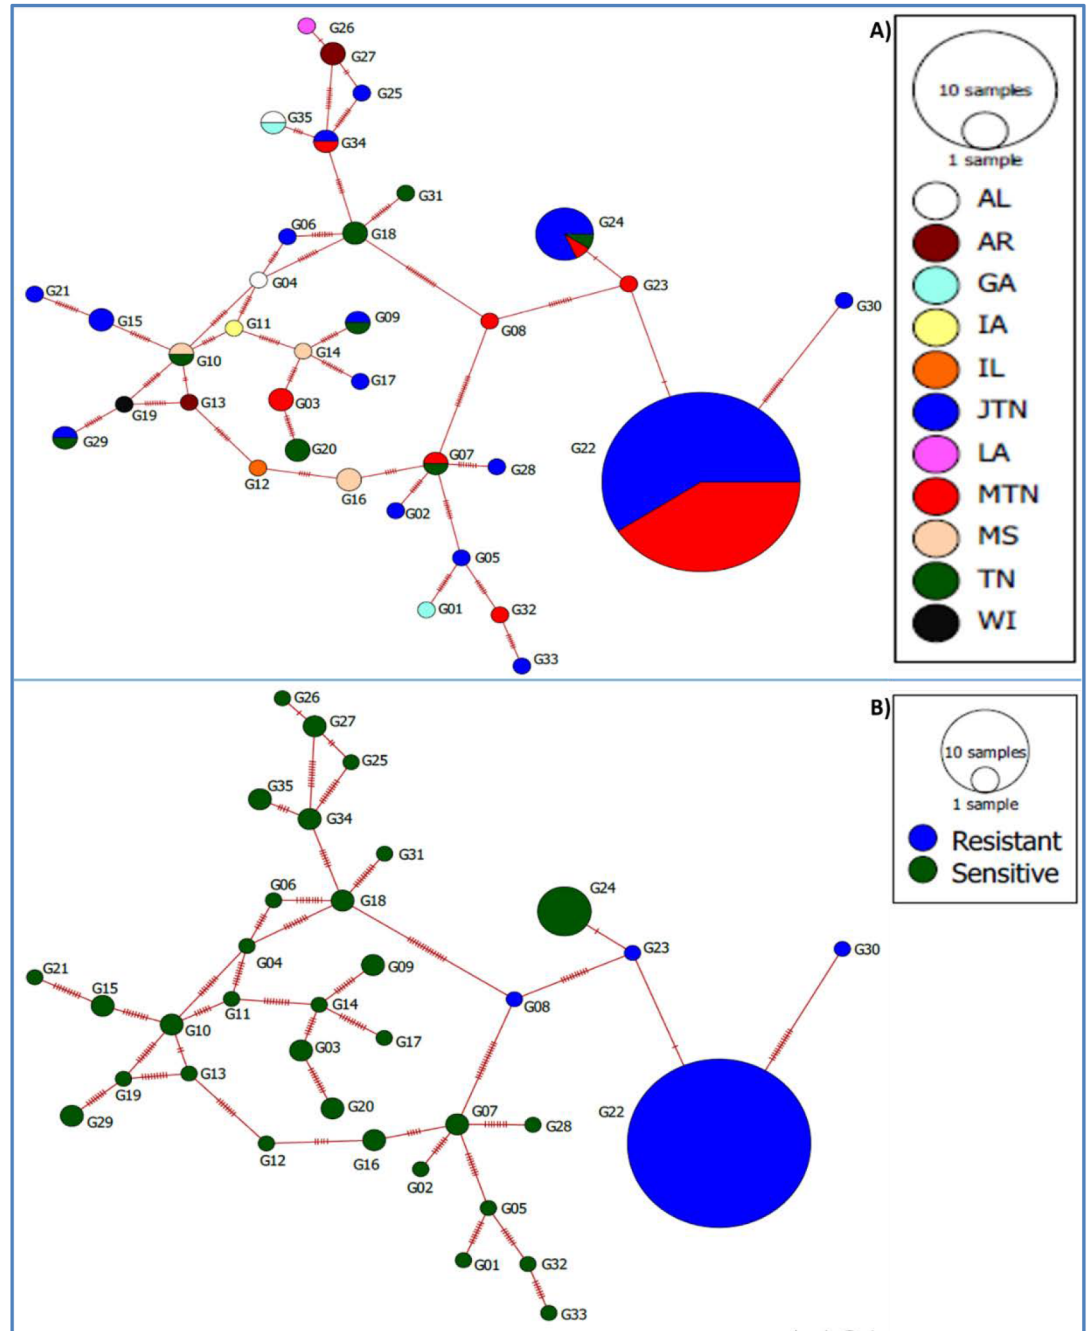 A)
G26
G27
G25
G35
G34
G31
G06
G18
G24
G04
G23
G21
G15
G11
G09
G30
G10
G14
G08
G17
G19
G13
G03
G29
G20
G07
G22
G12
G16
G28
G02
G05
G01
G32
G33
10 samples
1 sample
AL
AR
GA
IA
IL
JTN
LA
MTN
MS
TN
WI
B)
G26
G27
G25
G35
G34
G31
G06
G18
G24
G04
G23
G30
G21
G15
G09
G11
G14
G08
G10
G17
G03
G19
G13
G20
G07
G22
G29
G28
G12
G16
G02
G05
G01
G32
G33
10 samples
1 sample
Resistant
Sensitive